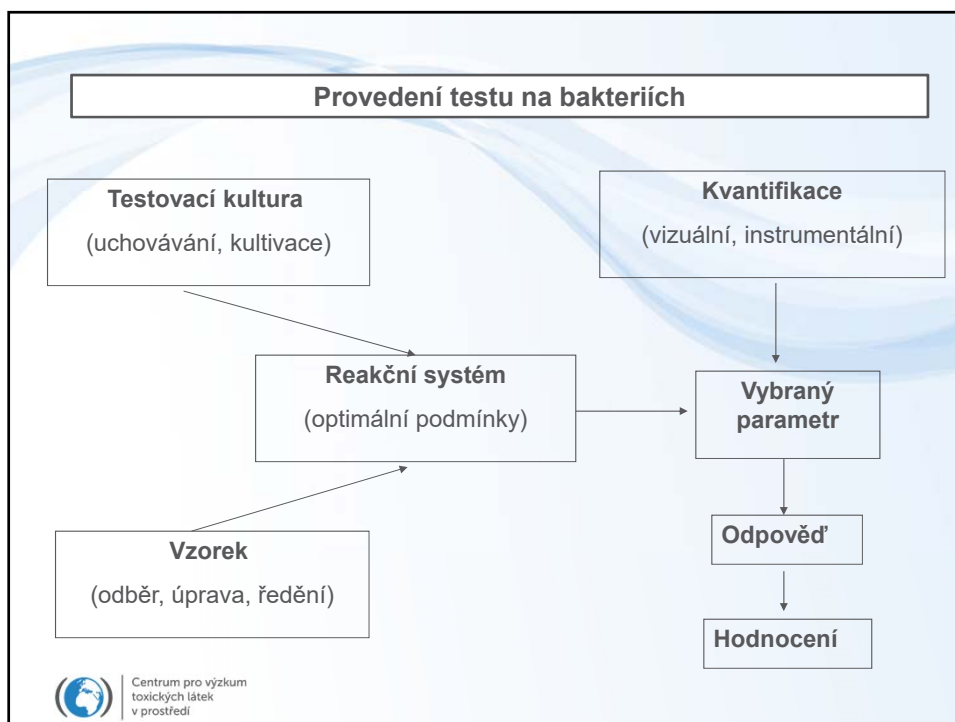 Provedení testu na bakteriích
Testovací kultura
(uchovávání, kultivace)
Kvantifikace
(vizuální, instrumentální)
Reakční systém
(optimální podmínky)
Vybraný
parametr
Vzorek
(odběr, úprava, ředění)
Odpověď
Hodnocení
Centrum pro výzkum
toxických látek
v prostředí